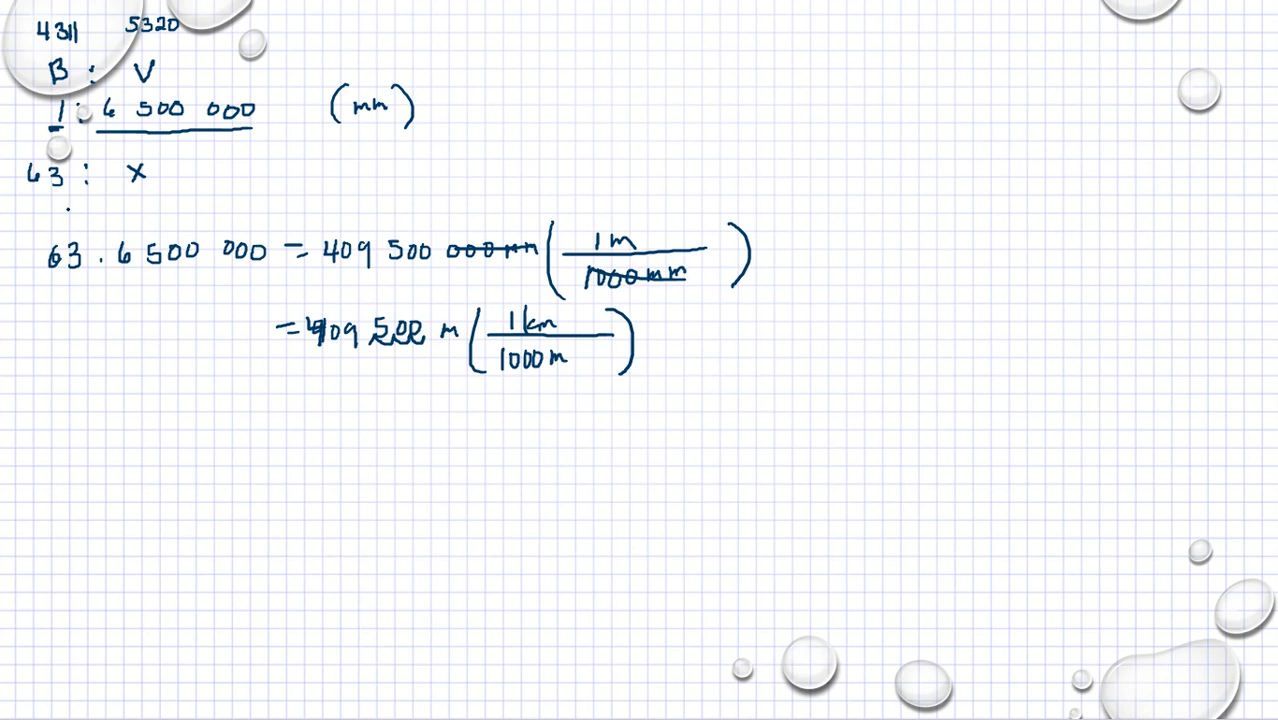 4311 5320
B : V
1 : 6 500 000 (mm)
63 : x
63 . 6 500 000 = 409 500 000 mm ( 1 m / 1000 mm )
= 409 500 m ( 1 km / 1000 m )